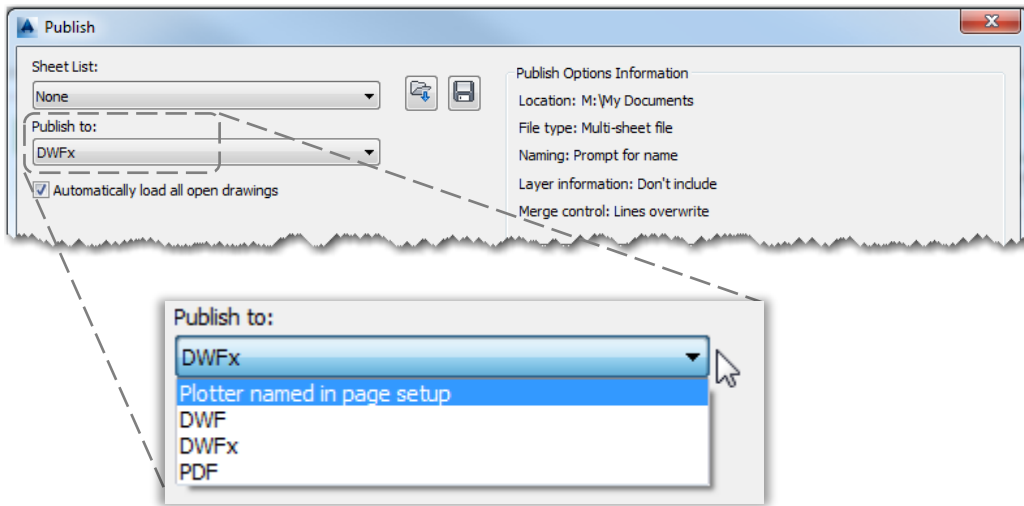 Publish
Sheet List:
None
Publish to:
DWFx
Automatically load all open drawings
Publish Options Information
Location: M:\My Documents
File type: Multi-sheet file
Naming: Prompt for name
Layer information: Don't include
Merge control: Lines overwrite
Publish to:
DWFx
Plotter named in page setup
DWF
DWFx
PDF